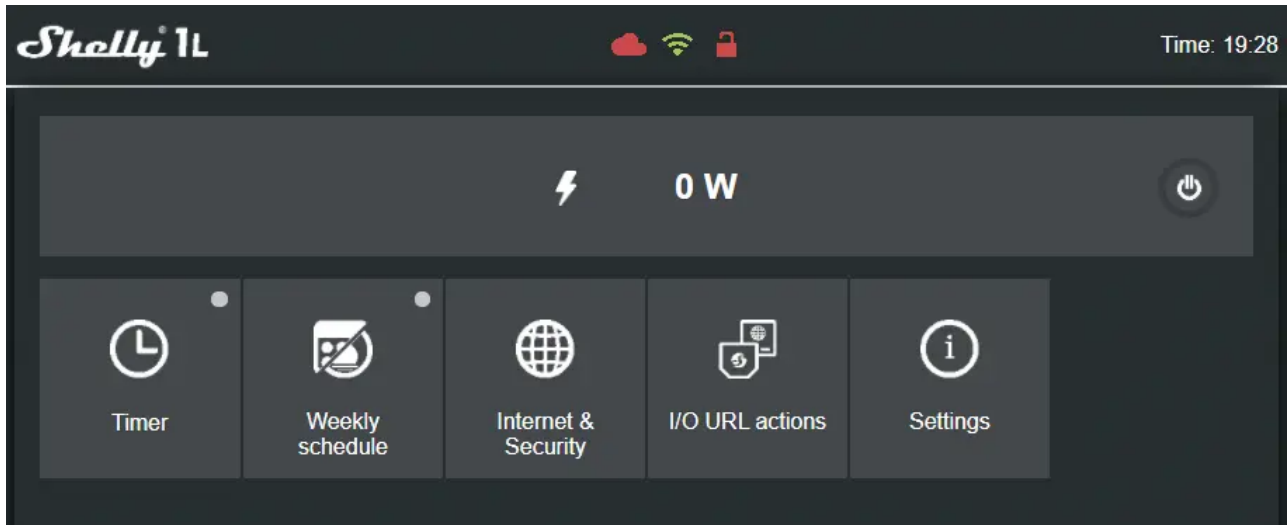 Shelly® 1L
Time: 19:28
0 W
Timer
Weekly
schedule
Internet &
Security
I/O URL actions
Settings